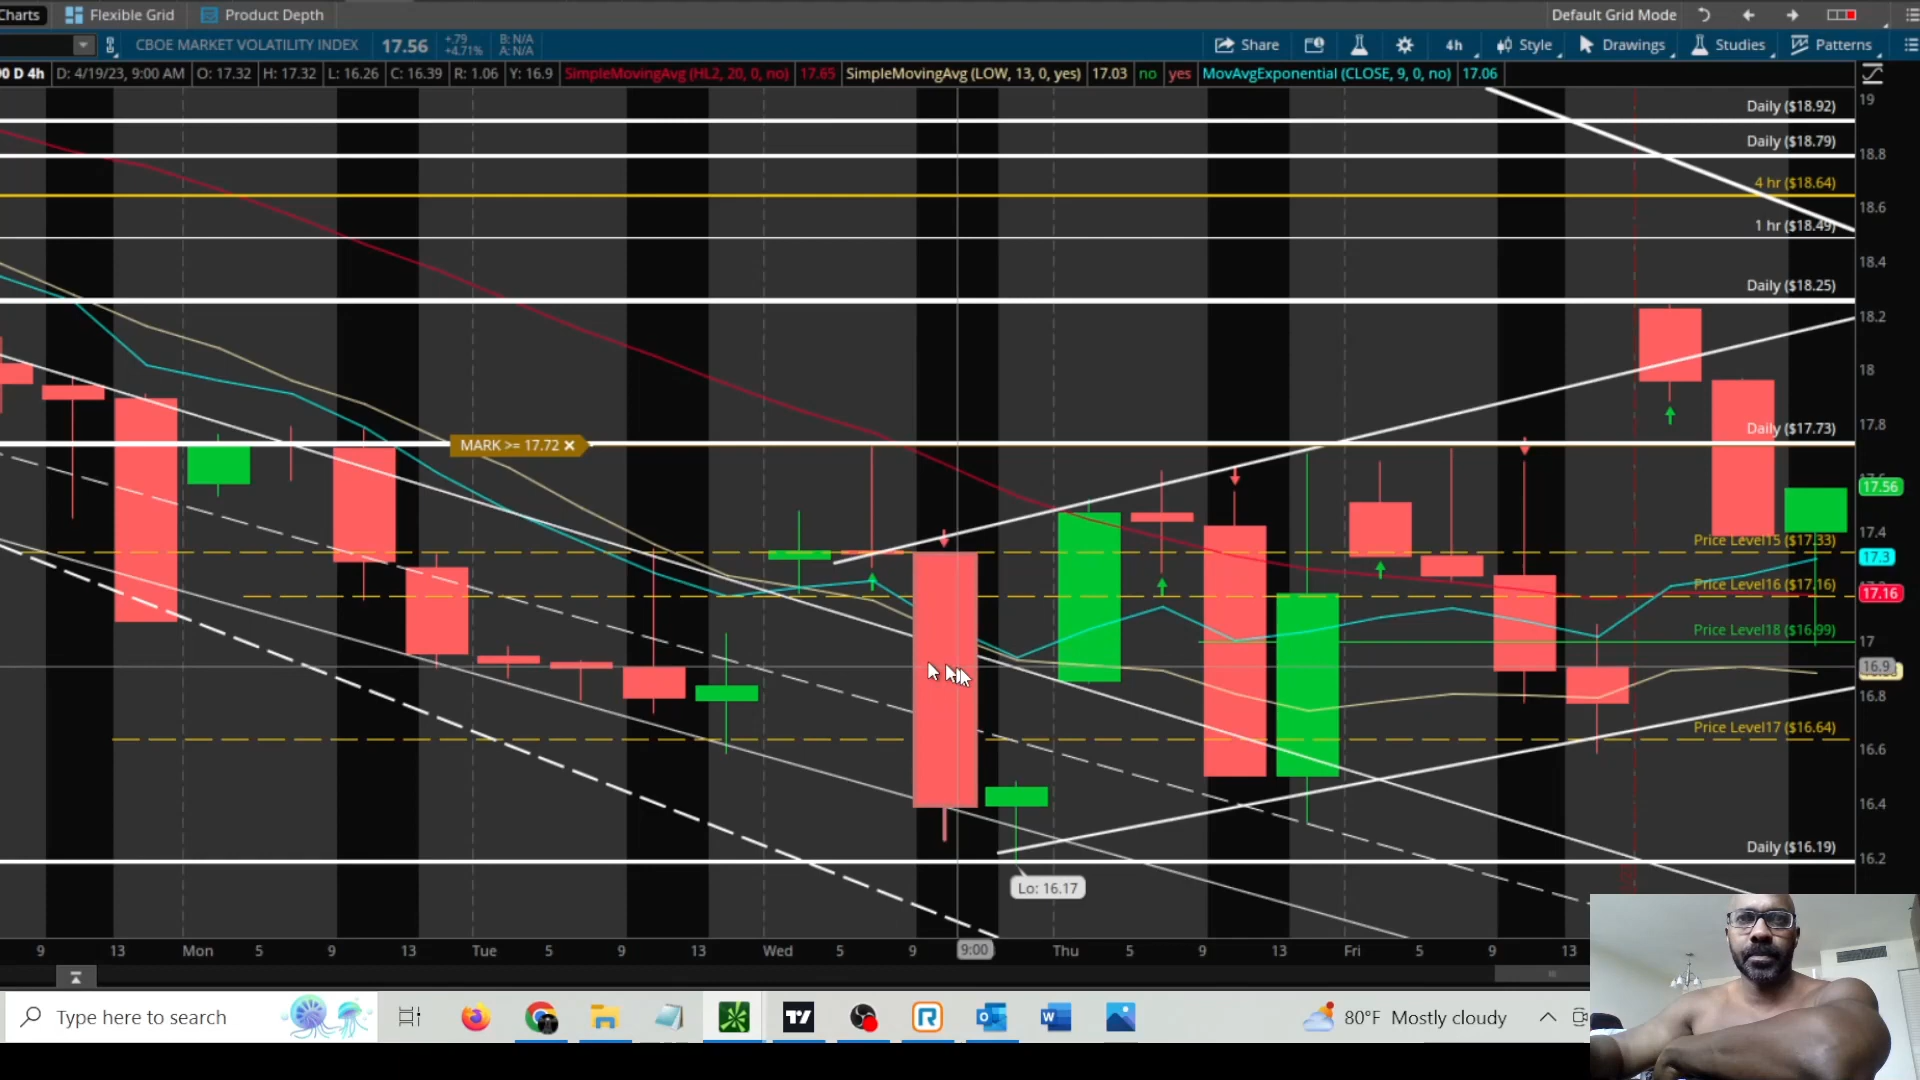 Charts
Flexible Grid
Product Depth
Default Grid Mode
CBOE MARKET VOLATILITY INDEX
17.56
+.79
+4.71%
B: N/A
A: N/A
Share
4h
Style
Drawings
Studies
Patterns
00 D 4h
D: 4/19/23, 9:00 AM
O: 17.32
H: 17.32
L: 16.26
C: 16.39
R: 1.06
Y: 16.9
SimpleMovingAvg (HL2, 20, 0, no)
17.65
SimpleMovingAvg (LOW, 13, 0, yes)
17.03
no
yes
MovAvgExponential (CLOSE, 9, 0, no)
17.06
19
Daily ($18.92)
Daily ($18.79)
18.8
4 hr ($18.64)
18.6
1 hr ($18.49)
18.4
Daily ($18.25)
18.2
18
MARK >= 17.72
Daily ($17.73)
17.8
17.56
17.4
Price Level15 ($17.33)
17.3
Price Level16 ($17.16)
17.16
Price Level18 ($16.99)
17
16.9
16.8
Price Level17 ($16.64)
16.6
16.4
Daily ($16.19)
16.2
Lo: 16.17
9 13 Mon 5 9 13 Tue 5 9 13 Wed 5 9 9:00 Thu 5 9 13 Fri 5 9 13
Type here to search
80°F Mostly cloudy